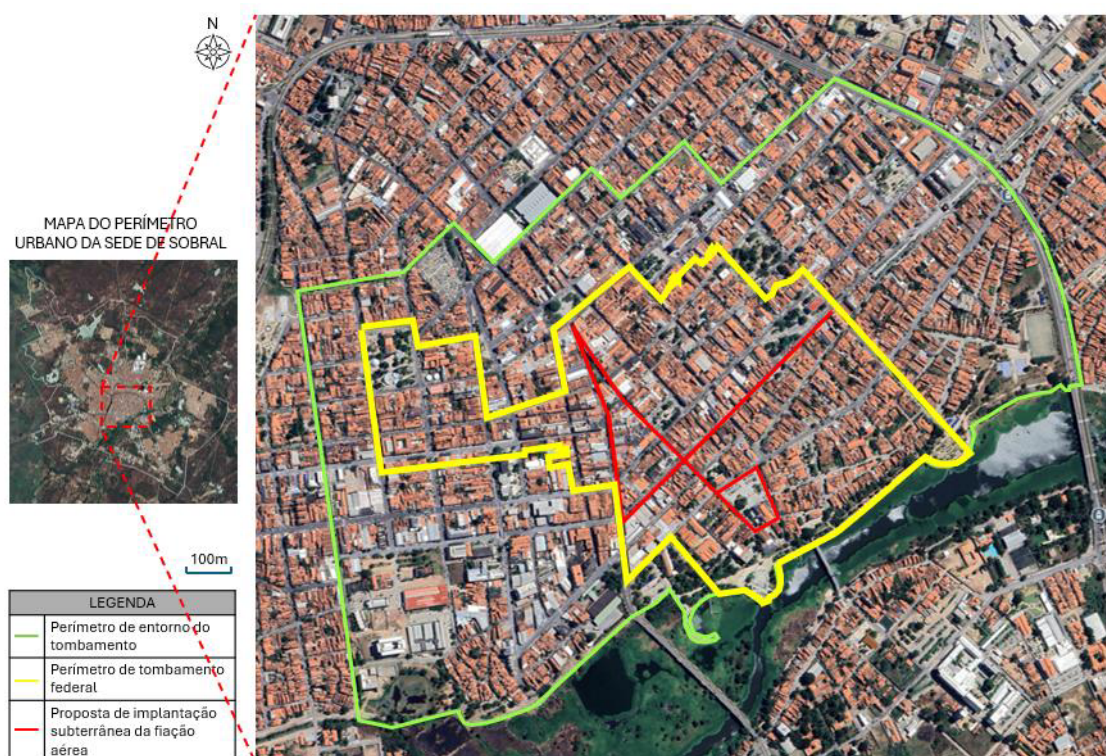 N
MAPA DO PERÍMETRO
URBANO DA SEDE DE SOBRAL
100m
LEGENDA
Perímetro de entorno do
tombamento
Perímetro de tombamento
federal
Proposta de implantação
subterrânea da fiação
aérea